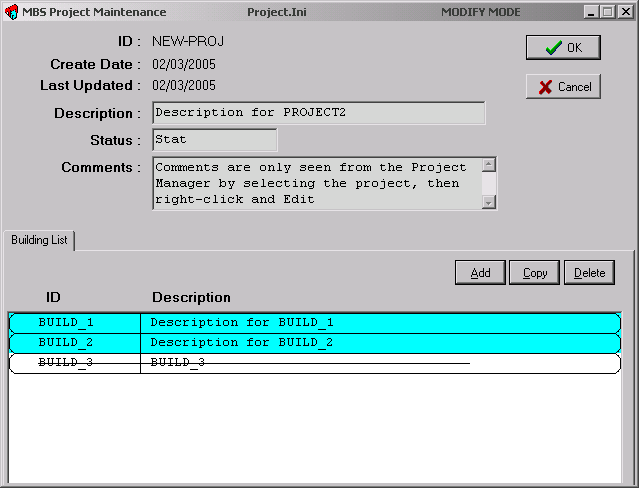 MBS Project Maintenance Project.Ini MODIFY MODE
ID : NEW-PROJ
OK
Create Date : 02/03/2005
Last Updated : 02/03/2005
Cancel
Description : Description for PROJECT2
Status : Stat
Comments : Comments are only seen from the Project
Manager by selecting the project, then
right-click and Edit
Building List
Add Copy Delete
ID Description
BUILD_1 Description for BUILD_1
BUILD_2 Description for BUILD_2
BUILD_3 BUILD_3